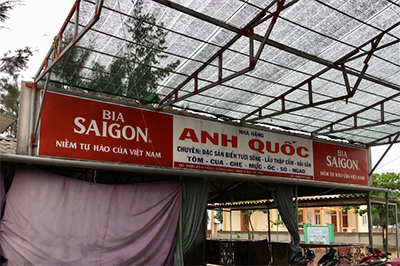 BIA
SAIGON
NIỀM TỰ HÀO CỦA VIỆT NAM
NHÀ HÀNG
ANH QUỐC
CHUYÊN: ĐẶC SẢN BIỂN TƯƠI SỐNG - LẨU THẬP CẨM - HẢI SẢN
TÔM - CUA - GHẸ - MỰC - ỐC - SÒ - NGAO
BIA
SAIGON
NIỀM TỰ HÀO CỦA VIỆT NAM